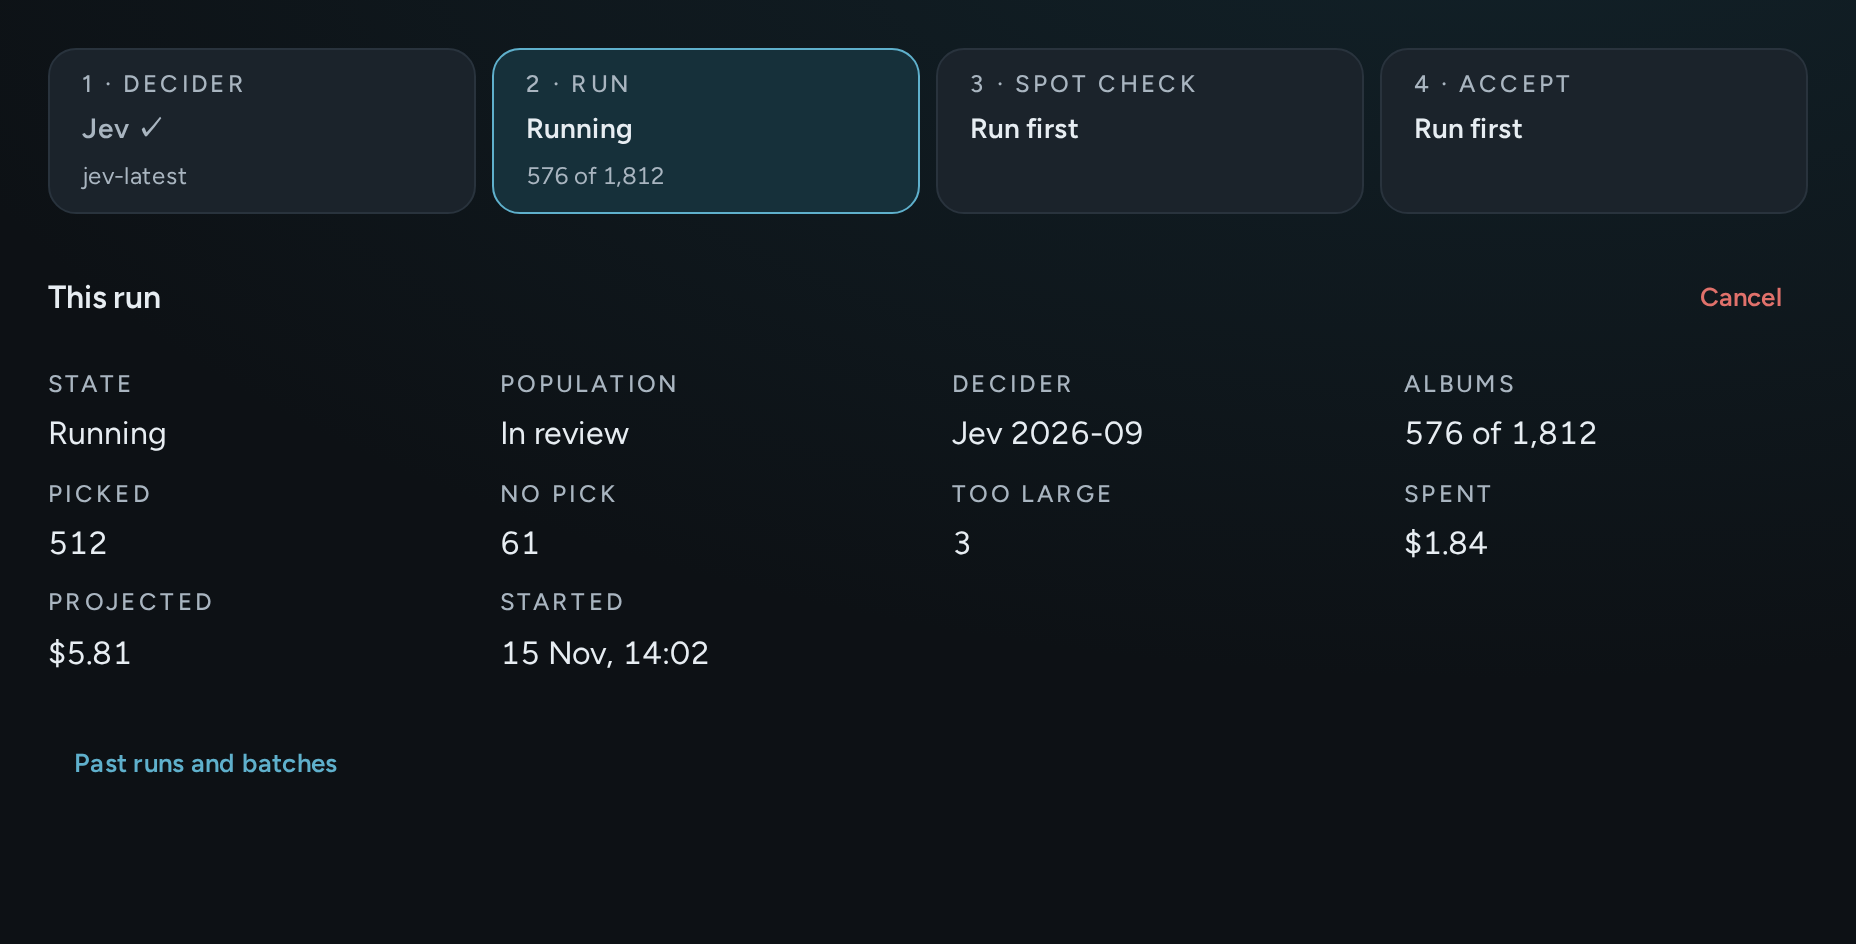 1 · DECIDER
Jev ✓
jev-latest
2 · RUN
Running
576 of 1,812
3 · SPOT CHECK
Run first
4 · ACCEPT
Run first
This run
Cancel
STATE
Running
POPULATION
In review
DECIDER
Jev 2026-09
ALBUMS
576 of 1,812
PICKED
512
NO PICK
61
TOO LARGE
3
SPENT
$1.84
PROJECTED
$5.81
STARTED
15 Nov, 14:02
Past runs and batches